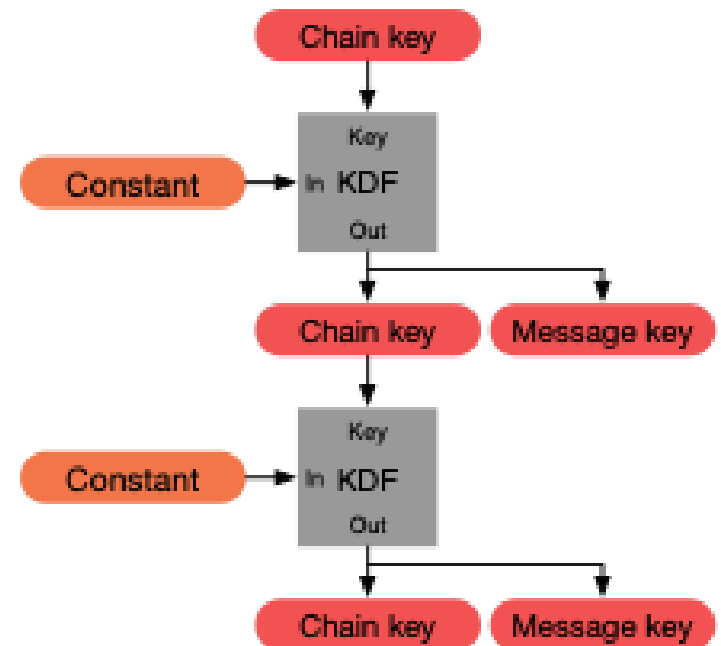 Chain key
Key
Constant
In KDF
Out
Chain key Message key
Key
Constant
In KDF
Out
Chain key Message key